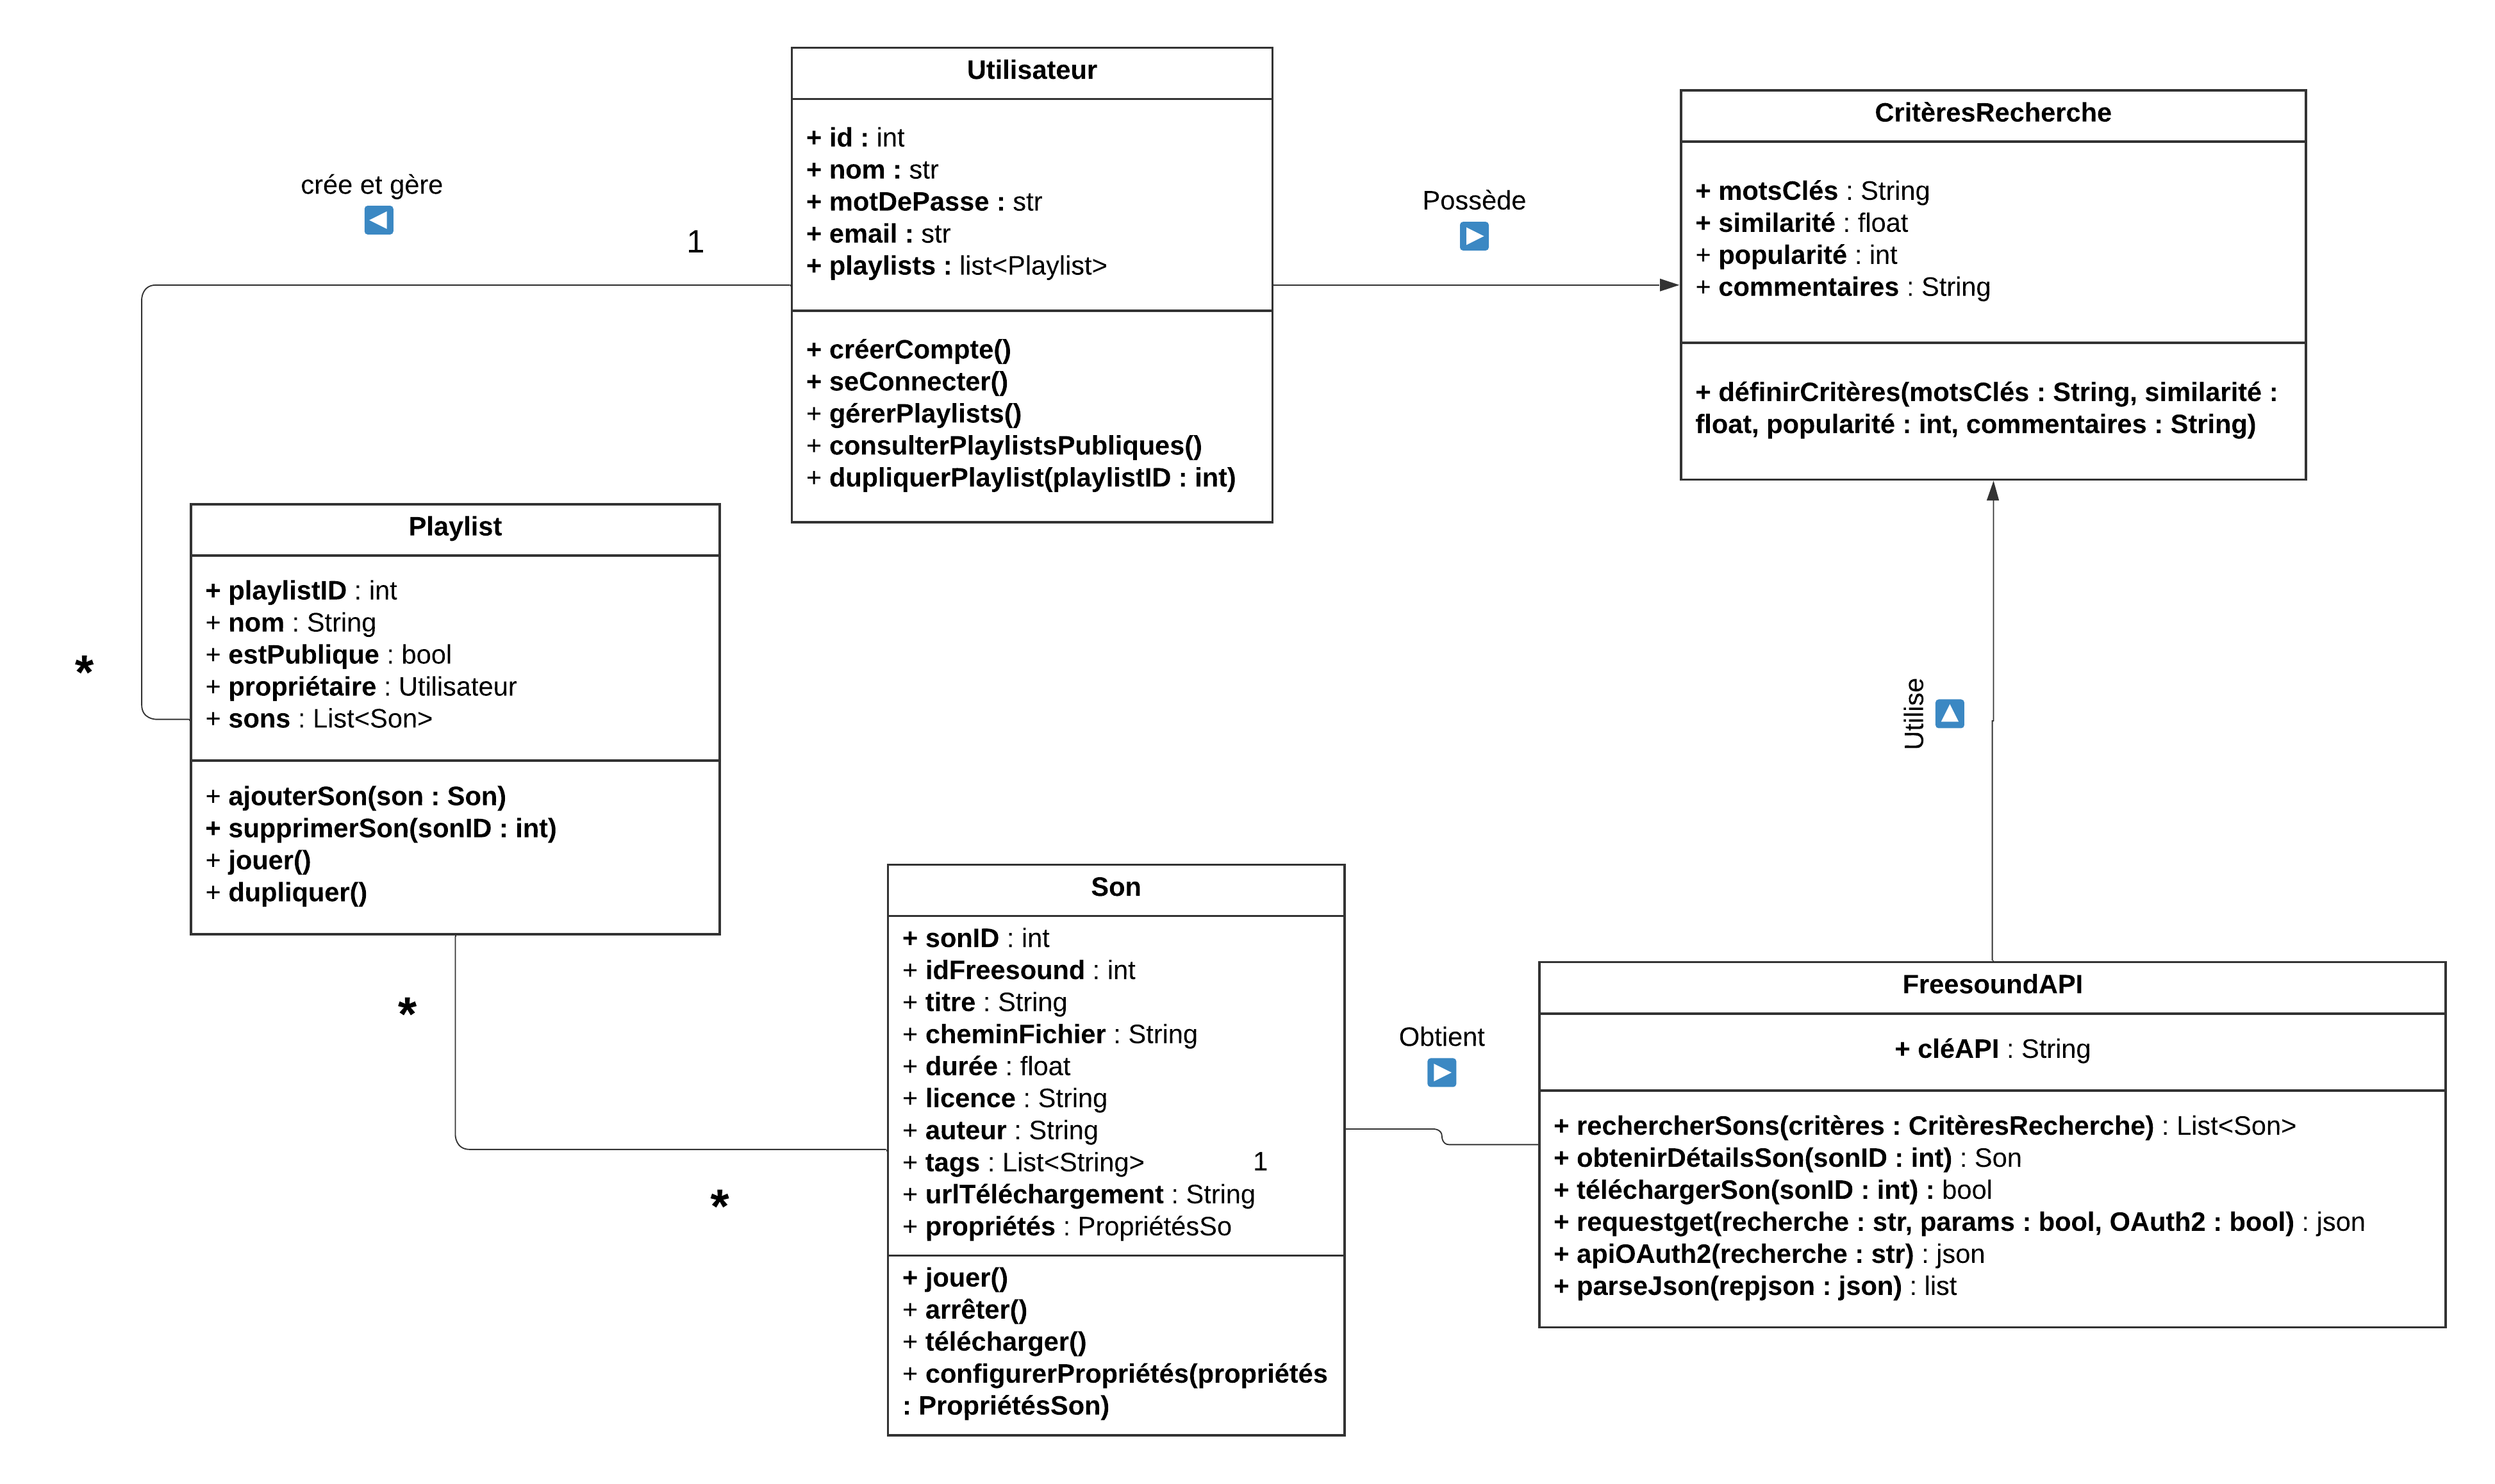 Utilisateur
+ id : int
+ nom : str
+ motDePasse : str
+ email : str
+ playlists : list<Playlist>
+ créerCompte()
+ seConnecter()
+ gérerPlaylists()
+ consulterPlaylistsPubliques()
+ dupliquerPlaylist(playlistID : int)
crée et gère
1
*
Possède
CritèresRecherche
+ motsClés : String
+ similarité : float
+ popularité : int
+ commentaires : String
+ définirCritères(motsClés : String, similarité :
float, popularité : int, commentaires : String)
Playlist
+ playlistID : int
+ nom : String
+ estPublique : bool
+ propriétaire : Utilisateur
+ sons : List<Son>
+ ajouterSon(son : Son)
+ supprimerSon(sonID : int)
+ jouer()
+ dupliquer()
*
*
Utilise
Son
+ sonID : int
+ idFreesound : int
+ titre : String
+ cheminFichier : String
+ durée : float
+ licence : String
+ auteur : String
+ tags : List<String>
1
+ urlTéléchargement : String
+ propriétés : PropriétésSo
+ jouer()
+ arrêter()
+ télécharger()
+ configurerPropriétés(propriétés
: PropriétésSon)
Obtient
FreesoundAPI
+ cléAPI : String
+ rechercherSons(critères : CritèresRecherche) : List<Son>
+ obtenirDétailsSon(sonID : int) : Son
+ téléchargerSon(sonID : int) : bool
+ requestget(recherche : str, params : bool, OAuth2 : bool) : json
+ apiOAuth2(recherche : str) : json
+ parseJson(repjson : json) : list